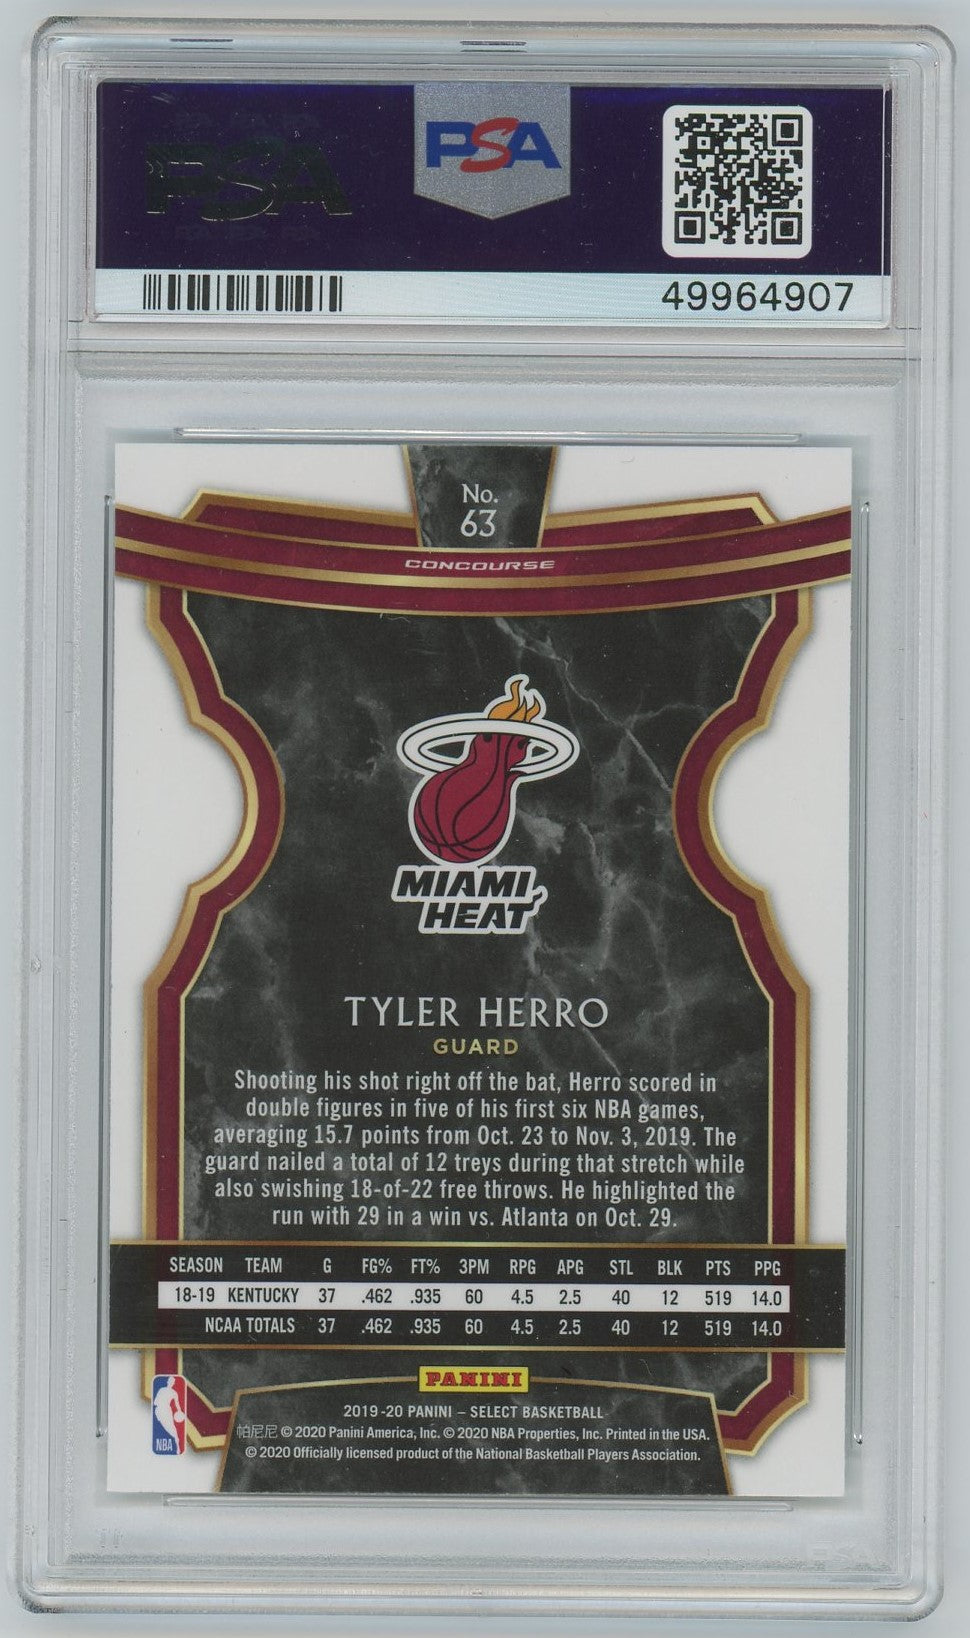 PSA
PSA
49964907
No.
63
CONCOURSE
MIAMI
HEAT
TYLER HERRO
GUARD
Shooting his shot right off the bat, Herro scored in
double figures in five of his first six NBA games,
averaging 15.7 points from Oct. 23 to Nov. 3, 2019. The
guard nailed a total of 12 treys during that stretch while
also swishing 18-of-22 free throws. He highlighted the
run with 29 in a win vs. Atlanta on Oct. 29.
SEASON TEAM G FG% FT% 3PM RPG APG STL BLK PTS PPG
18-19 KENTUCKY 37 .462 .935 60 4.5 2.5 40 12 519 14.0
NCAA TOTALS 37 .462 .935 60 4.5 2.5 40 12 519 14.0
PANINI
2019-20 PANINI – SELECT BASKETBALL
帕尼尼 © 2020 Panini America, Inc. © 2020 NBA Properties, Inc. Printed in the USA.
© 2020 Officially licensed product of the National Basketball Players Association.
NBA